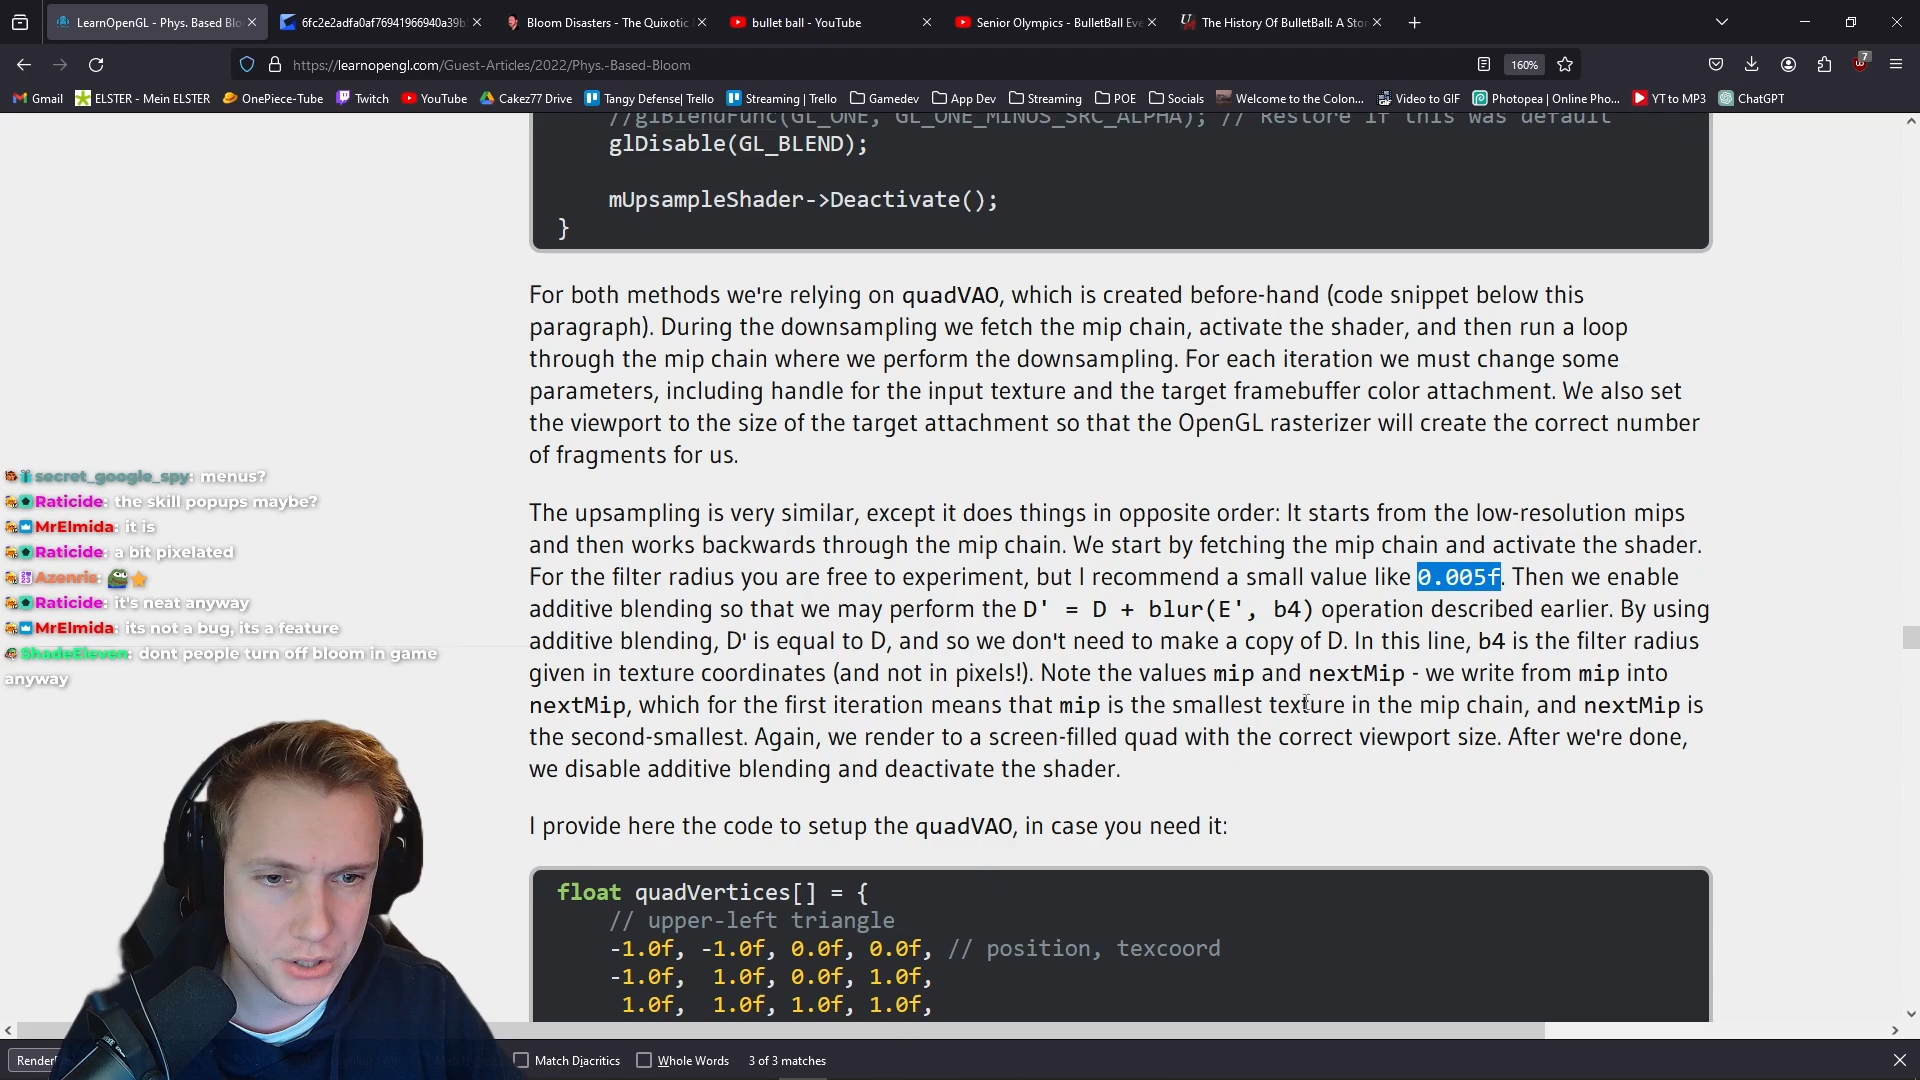 LearnOpenGL - Phys. Based Blo
6fc2e2adfa0af76941966940a39b
Bloom Disasters - The Quixotic
bullet ball - YouTube
Senior Olympics - BulletBall Eve
The History Of BulletBall: A Stor
https://learnopengl.com/Guest-Articles/2022/Phys.-Based-Bloom
160%
7
Gmail
ELSTER - Mein ELSTER
OnePiece-Tube
Twitch
YouTube
Cakez77 Drive
Tangy Defense| Trello
Streaming | Trello
Gamedev
App Dev
Streaming
POE
Socials
Welcome to the Colon...
Video to GIF
Photopea | Online Pho...
YT to MP3
ChatGPT
//glBlendFunc(GL_ONE, GL_ONE_MINUS_SRC_ALPHA); // Restore if this was default
glDisable(GL_BLEND);
mUpsampleShader->Deactivate();
}
For both methods we're relying on quadVAO, which is created before-hand (code snippet below this
paragraph). During the downsampling we fetch the mip chain, activate the shader, and then run a loop
through the mip chain where we perform the downsampling. For each iteration we must change some
parameters, including handle for the input texture and the target framebuffer color attachment. We also set
the viewport to the size of the target attachment so that the OpenGL rasterizer will create the correct number
of fragments for us.
The upsampling is very similar, except it does things in opposite order: It starts from the low-resolution mips
and then works backwards through the mip chain. We start by fetching the mip chain and activate the shader.
For the filter radius you are free to experiment, but I recommend a small value like 0.005f. Then we enable
additive blending so that we may perform the D' = D + blur(E', b4) operation described earlier. By using
additive blending, D' is equal to D, and so we don't need to make a copy of D. In this line, b4 is the filter radius
given in texture coordinates (and not in pixels!). Note the values mip and nextMip - we write from mip into
nextMip, which for the first iteration means that mip is the smallest texture in the mip chain, and nextMip is
the second-smallest. Again, we render to a screen-filled quad with the correct viewport size. After we're done,
we disable additive blending and deactivate the shader.
I provide here the code to setup the quadVAO, in case you need it:
float quadVertices[] = {
// upper-left triangle
-1.0f, -1.0f, 0.0f, 0.0f, // position, texcoord
-1.0f, 1.0f, 0.0f, 1.0f,
1.0f, 1.0f, 1.0f, 1.0f,
secret_google_spy: menus?
Raticide: the skill popups maybe?
MrElmida: it is
Raticide: a bit pixelated
Azenris:
Raticide: it's neat anyway
MrElmida: its not a bug, its a feature
ShadeEleven: dont people turn off bloom in game
anyway
Render
Match Diacritics
Whole Words
3 of 3 matches